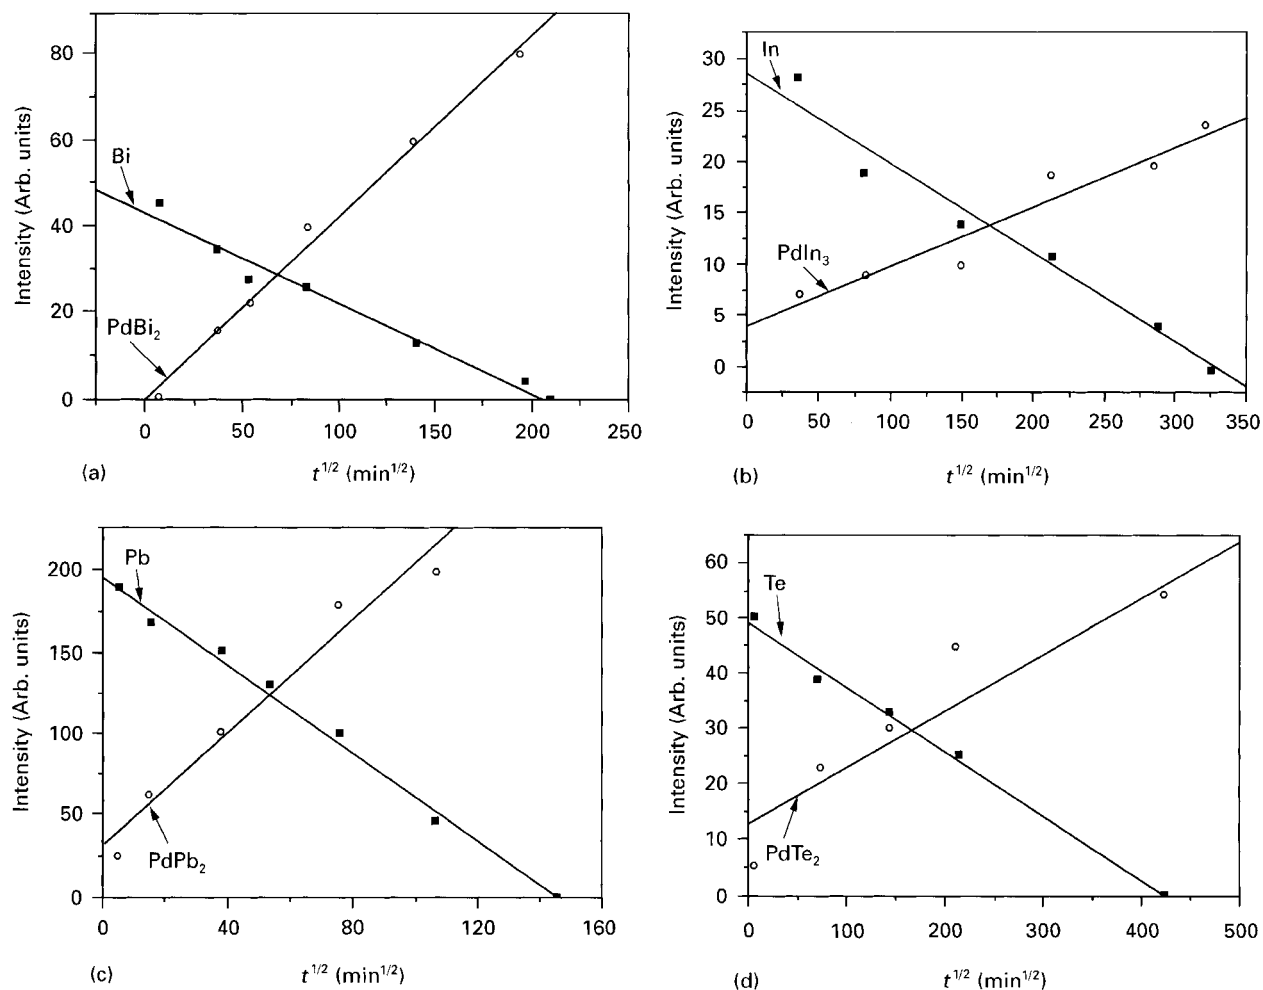 80
60
40
20
0
Intensity (Arb. units)
Bi
PdBi₂
0 50 100 150 200 250
(a) t¹/² (min¹/²)
30
25
20
15
10
5
0
Intensity (Arb. units)
In
PdIn₃
0 50 100 150 200 250 300 350
(b) t¹/² (min¹/²)
200
150
100
50
0
Intensity (Arb. units)
Pb
PdPb₂
0 40 80 120 160
(c) t¹/² (min¹/²)
60
50
40
30
20
10
0
Intensity (Arb. units)
Te
PdTe₂
0 100 200 300 400 500
(d) t¹/² (min¹/²)